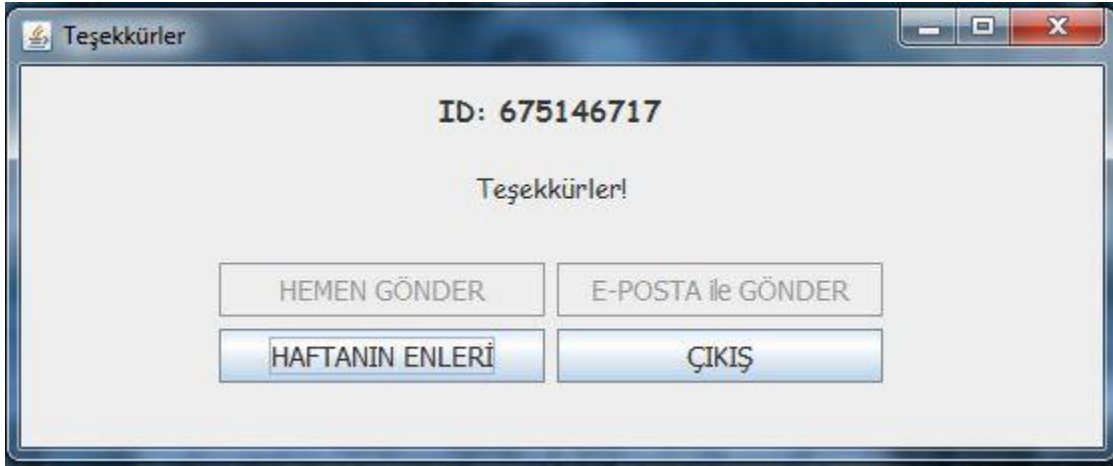 Teşekkürler
ID: 675146717
Teşekkürler!
HEMEN GÖNDER
E-POSTA ile GÖNDER
HAFTANIN ENLERİ
ÇIKIŞ